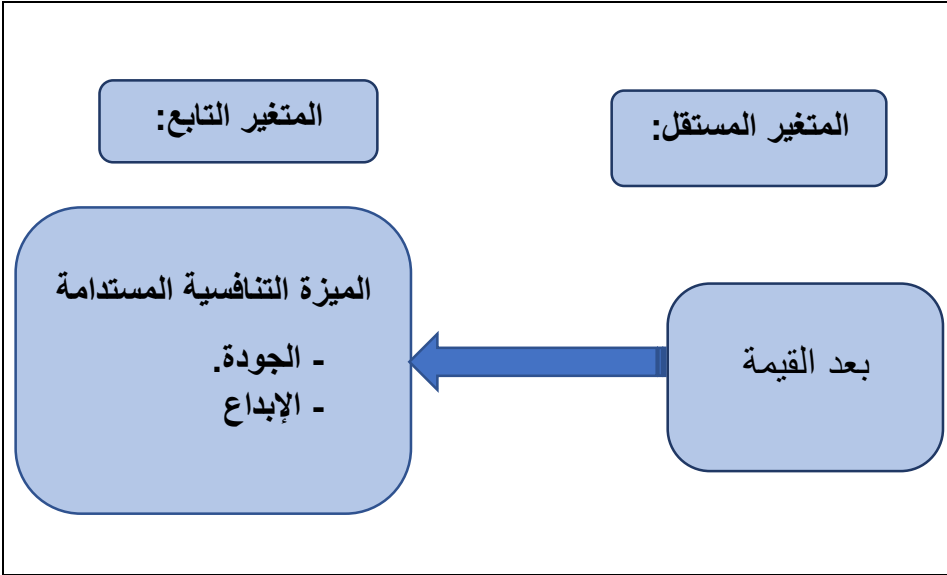 المتغير المستقل:
المتغير التابع:
بعد القيمة
الميزة التنافسية المستدامة
- الجودة.
- الإبداع